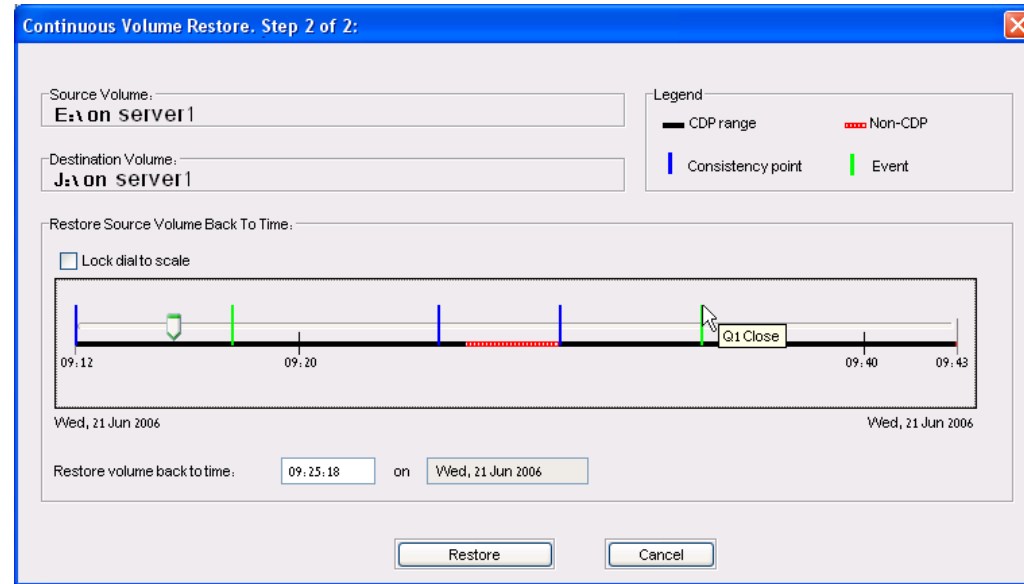 Continuous Volume Restore. Step 2 of 2:
Source Volume:
E:\ on server1
Destination Volume:
J:\ on server1
Legend
CDP range
Non-CDP
Consistency point
Event
Restore Source Volume Back To Time:
Lock dial to scale
Q1 Close
09:12
09:20
09:40
09:43
Wed, 21 Jun 2006
Wed, 21 Jun 2006
Restore volume back to time: 09:25:18 on Wed, 21 Jun 2006
Restore
Cancel